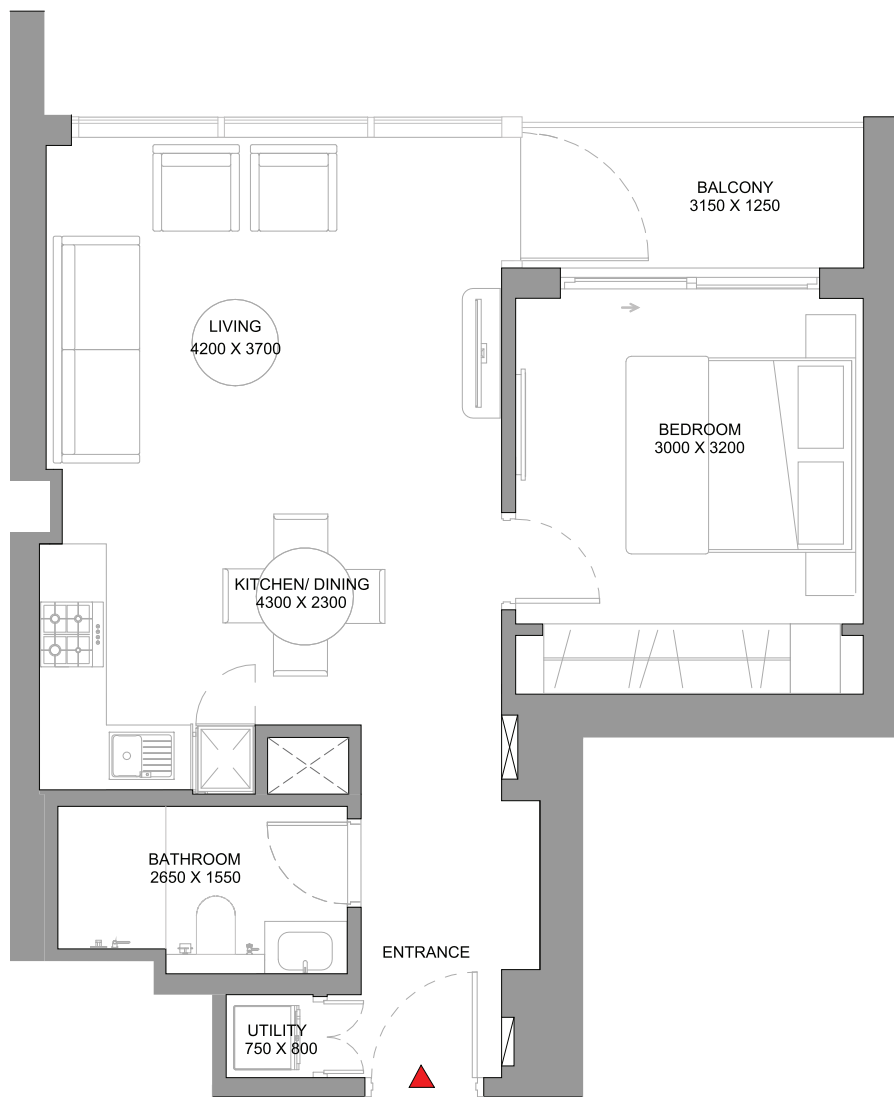 BALCONY
3150 X 1250
LIVING
4200 X 3700
BEDROOM
3000 X 3200
KITCHEN/ DINING
4300 X 2300
BATHROOM
2650 X 1550
ENTRANCE
UTILITY
750 X 800